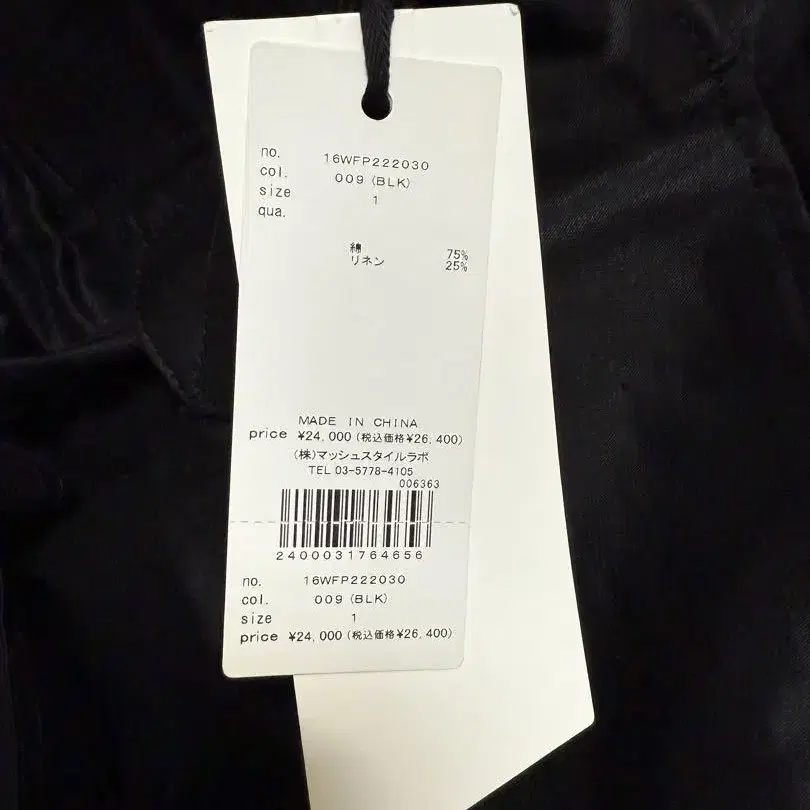 no. 16WFP222030
col. 009 (BLK)
size 1
qua.
綿 75%
リネン 25%
MADE IN CHINA
price ¥24,000 (税込価格¥26,400)
(株)マッシュスタイルラボ
TEL 03-5778-4105
006363
2400031764656
no. 16WFP222030
col. 009 (BLK)
size 1
price ¥24,000 (税込価格¥26,400)